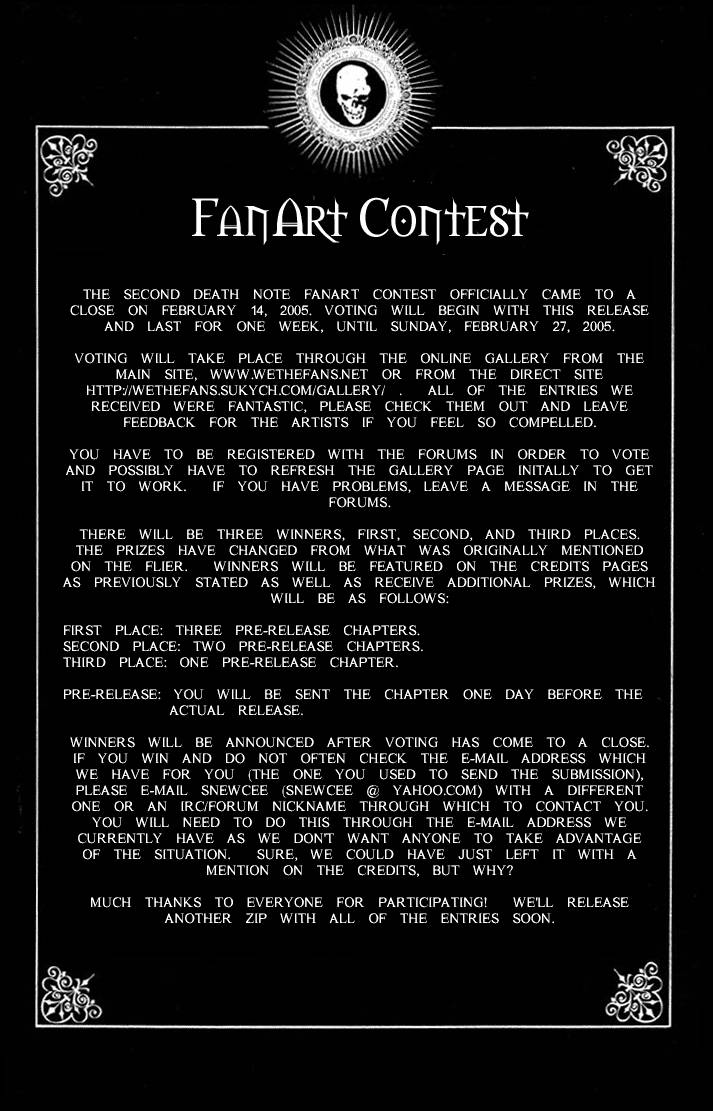 FanArt Contest
THE SECOND DEATH NOTE FANART CONTEST OFFICIALLY CAME TO A
CLOSE ON FEBRUARY 14, 2005. VOTING WILL BEGIN WITH THIS RELEASE
AND LAST FOR ONE WEEK, UNTIL SUNDAY, FEBRUARY 27, 2005.
VOTING WILL TAKE PLACE THROUGH THE ONLINE GALLERY FROM THE
MAIN SITE, WWW.WETHEFANS.NET OR FROM THE DIRECT SITE
HTTP://WETHEFANS.SUKYCH.COM/GALLERY/ . ALL OF THE ENTRIES WE
RECEIVED WERE FANTASTIC, PLEASE CHECK THEM OUT AND LEAVE
FEEDBACK FOR THE ARTISTS IF YOU FEEL SO COMPELLED.
YOU HAVE TO BE REGISTERED WITH THE FORUMS IN ORDER TO VOTE
AND POSSIBLY HAVE TO REFRESH THE GALLERY PAGE INITALLY TO GET
IT TO WORK. IF YOU HAVE PROBLEMS, LEAVE A MESSAGE IN THE
FORUMS.
THERE WILL BE THREE WINNERS, FIRST, SECOND, AND THIRD PLACES.
THE PRIZES HAVE CHANGED FROM WHAT WAS ORIGINALLY MENTIONED
ON THE FLIER. WINNERS WILL BE FEATURED ON THE CREDITS PAGES
AS PREVIOUSLY STATED AS WELL AS RECEIVE ADDITIONAL PRIZES, WHICH
WILL BE AS FOLLOWS:
FIRST PLACE: THREE PRE-RELEASE CHAPTERS.
SECOND PLACE: TWO PRE-RELEASE CHAPTERS.
THIRD PLACE: ONE PRE-RELEASE CHAPTER.
PRE-RELEASE: YOU WILL BE SENT THE CHAPTER ONE DAY BEFORE THE
ACTUAL RELEASE.
WINNERS WILL BE ANNOUNCED AFTER VOTING HAS COME TO A CLOSE.
IF YOU WIN AND DO NOT OFTEN CHECK THE E-MAIL ADDRESS WHICH
WE HAVE FOR YOU (THE ONE YOU USED TO SEND THE SUBMISSION),
PLEASE E-MAIL SNEWCEE (SNEWCEE @ YAHOO.COM) WITH A DIFFERENT
ONE OR AN IRC/FORUM NICKNAME THROUGH WHICH TO CONTACT YOU.
YOU WILL NEED TO DO THIS THROUGH THE E-MAIL ADDRESS WE
CURRENTLY HAVE AS WE DON'T WANT ANYONE TO TAKE ADVANTAGE
OF THE SITUATION. SURE, WE COULD HAVE JUST LEFT IT WITH A
MENTION ON THE CREDITS, BUT WHY?
MUCH THANKS TO EVERYONE FOR PARTICIPATING! WE'LL RELEASE
ANOTHER ZIP WITH ALL OF THE ENTRIES SOON.